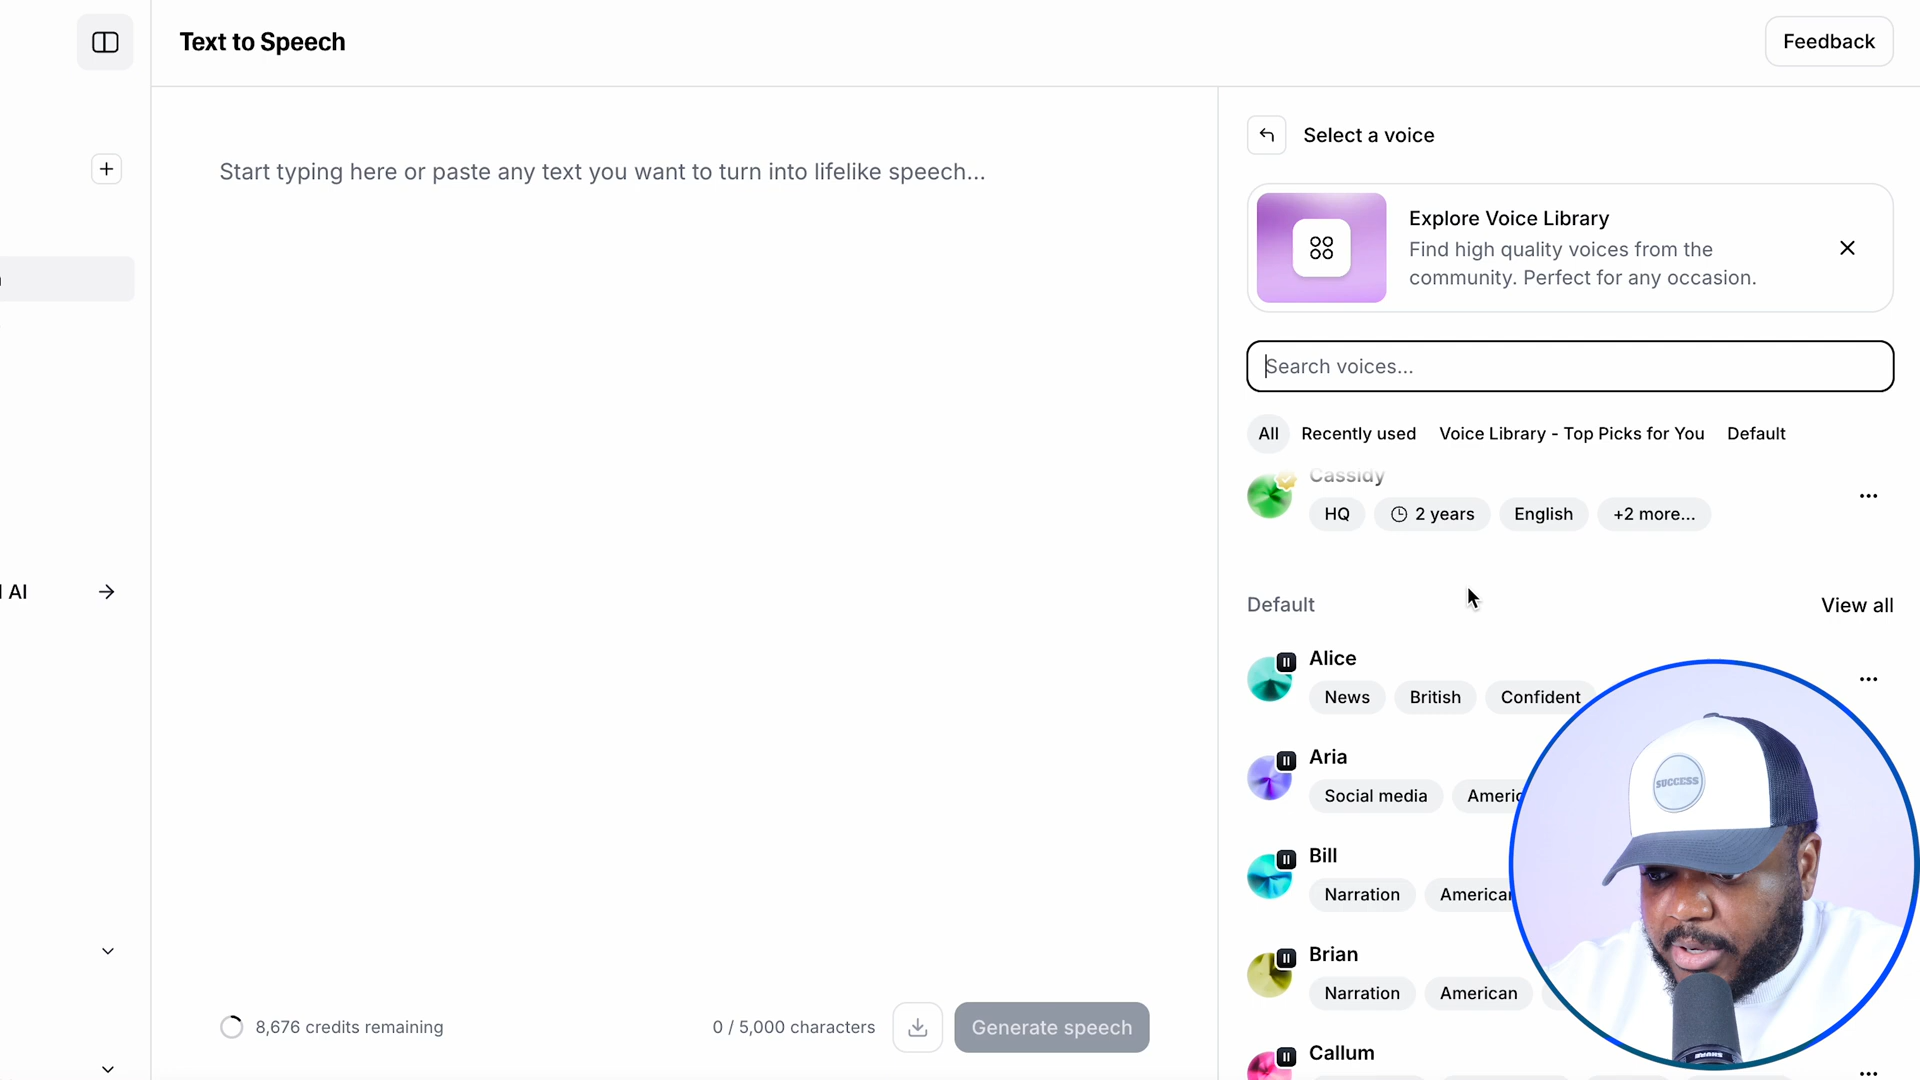 Text to Speech
Feedback
Start typing here or paste any text you want to turn into lifelike speech...
Select a voice
Explore Voice Library
Find high quality voices from the
community. Perfect for any occasion.
Search voices...
All Recently used Voice Library - Top Picks for You Default
Cassidy
HQ 2 years English +2 more...
AI
Default View all
Alice
News British Confident
Aria
Social media Americ
Bill
Narration American
Brian
Narration American
Callum
SUCCESS
8,676 credits remaining 0 / 5,000 characters Generate speech